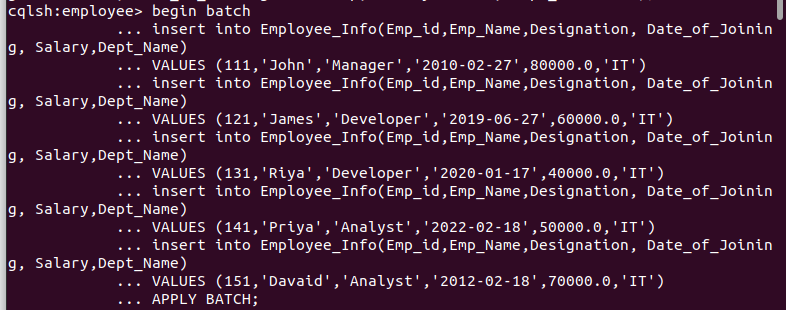 cqlsh:employee> begin batch
... insert into Employee_Info(Emp_id,Emp_Name,Designation, Date_of_Joinin
g, Salary,Dept_Name)
... VALUES (111,'John','Manager','2010-02-27',80000.0,'IT')
... insert into Employee_Info(Emp_id,Emp_Name,Designation, Date_of_Joinin
g, Salary,Dept_Name)
... VALUES (121,'James','Developer','2019-06-27',60000.0,'IT')
... insert into Employee_Info(Emp_id,Emp_Name,Designation, Date_of_Joinin
g, Salary,Dept_Name)
... VALUES (131,'Riya','Developer','2020-01-17',40000.0,'IT')
... insert into Employee_Info(Emp_id,Emp_Name,Designation, Date_of_Joinin
g, Salary,Dept_Name)
... VALUES (141,'Priya','Analyst','2022-02-18',50000.0,'IT')
... insert into Employee_Info(Emp_id,Emp_Name,Designation, Date_of_Joinin
g, Salary,Dept_Name)
... VALUES (151,'Davaid','Analyst','2012-02-18',70000.0,'IT')
... APPLY BATCH;